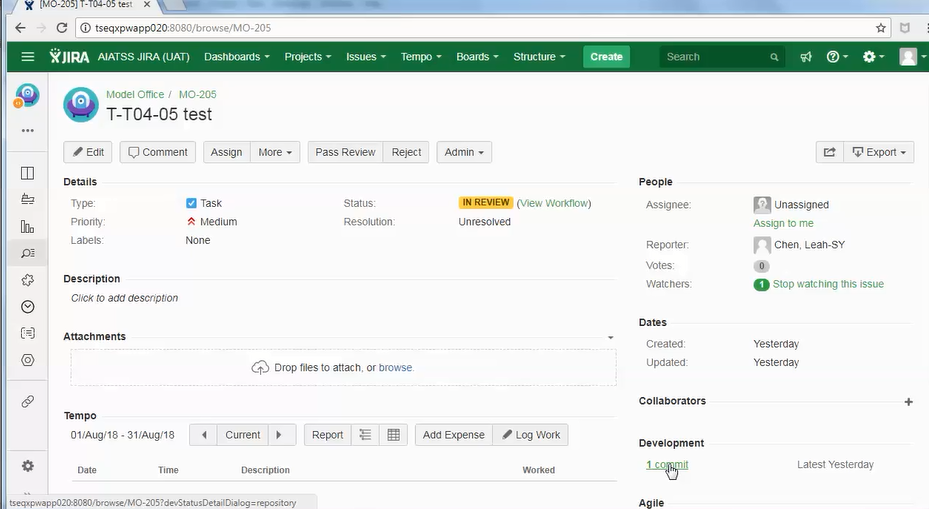 [MO-205] T-T04-05 test
tseqxpwapp020:8080/browse/MO-205
JIRA AIATSS JIRA (UAT) Dashboards Projects Issues Tempo Boards Structure Create Search
Model Office / MO-205
T-T04-05 test
Edit Comment Assign More Pass Review Reject Admin Export
Details
Type: Task Status: IN REVIEW (View Workflow)
Priority: Medium Resolution: Unresolved
Labels: None
Description
Click to add description
Attachments
Drop files to attach, or browse.
Tempo
01/Aug/18 - 31/Aug/18 Current Report Add Expense Log Work
Date Time Description Worked
People
Assignee: Unassigned
Assign to me
Reporter: Chen, Leah-SY
Votes: 0
Watchers: 1 Stop watching this issue
Dates
Created: Yesterday
Updated: Yesterday
Collaborators
Development
1 commit Latest Yesterday
Agile
tseqxpwapp020:8080/browse/MO-205?devStatusDetailDialog=repository